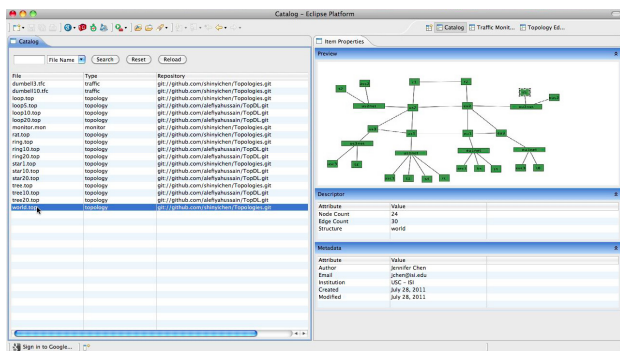 Catalog - Eclipse Platform
Catalog
Traffic Monit...
Topology Ed...
Catalog
File Name
Search
Reset
Reload
File Type Repository
dumbell3.tfc traffic git://github.com/shinyichen/Topologies.git
dumbell10.tfc traffic git://github.com/shinyichen/Topologies.git
loop.top topology git://github.com/shinyichen/Topologies.git
loop5.top topology git://github.com/alefiyahussain/TopDL.git
loop10.top topology git://github.com/alefiyahussain/TopDL.git
loop20.top topology git://github.com/alefiyahussain/TopDL.git
monitor.mon monitor git://github.com/shinyichen/Topologies.git
rat.top topology git://github.com/shinyichen/Topologies.git
ring.top topology git://github.com/shinyichen/Topologies.git
ring10.top topology git://github.com/alefiyahussain/TopDL.git
ring20.top topology git://github.com/alefiyahussain/TopDL.git
star1.top topology git://github.com/shinyichen/Topologies.git
star10.top topology git://github.com/alefiyahussain/TopDL.git
star20.top topology git://github.com/alefiyahussain/TopDL.git
tree.top topology git://github.com/shinyichen/Topologies.git
tree10.top topology git://github.com/alefiyahussain/TopDL.git
tree20.top topology git://github.com/alefiyahussain/TopDL.git
world.top topology git://github.com/shinyichen/Topologies.git
Sign in to Google...
Item Properties
Preview
Descriptor
Attribute Value
Node Count 24
Edge Count 30
Structure world
Metadata
Attribute Value
Author Jennifer Chen
Email jchen@isi.edu
Institution USC - ISI
Created July 28, 2011
Modified July 28, 2011